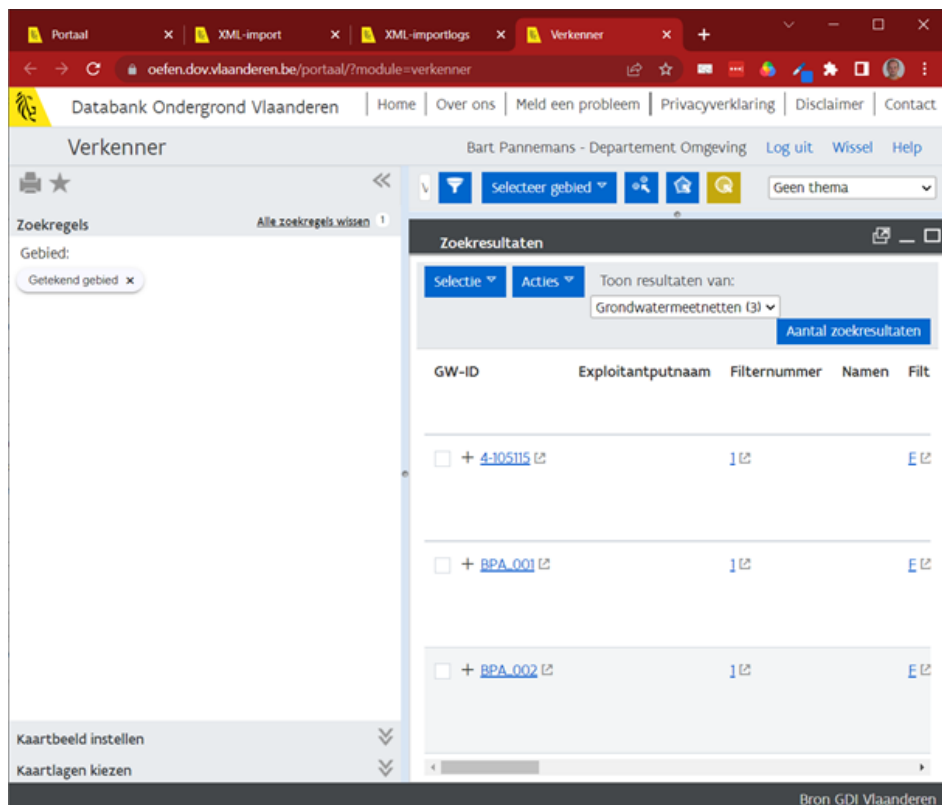 Portaal
XML-import
XML-importlogs
Verkenner
oefen.dov.vlaanderen.be/portaal/?module=verkenner
Databank Ondergrond Vlaanderen
Home
Over ons
Meld een probleem
Privacyverklaring
Disclaimer
Contact
Verkenner
Bart Pannemans - Departement Omgeving
Log uit
Wissel
Help
Zoekregels
Alle zoekregels wissen
1
Gebied:
Getekend gebied ×
Kaartbeeld instellen
Kaartlagen kiezen
V
Selecteer gebied
Geen thema
Zoekresultaten
Selectie
Acties
Toon resultaten van:
Grondwatermeetnetten (3)
Aantal zoekresultaten
GW-ID Exploitantputnaam Filternummer Namen Filt
+ 4-105115 1 F
+ BPA_001 1 F
+ BPA_002 1 F
Bron GDI Vlaanderen